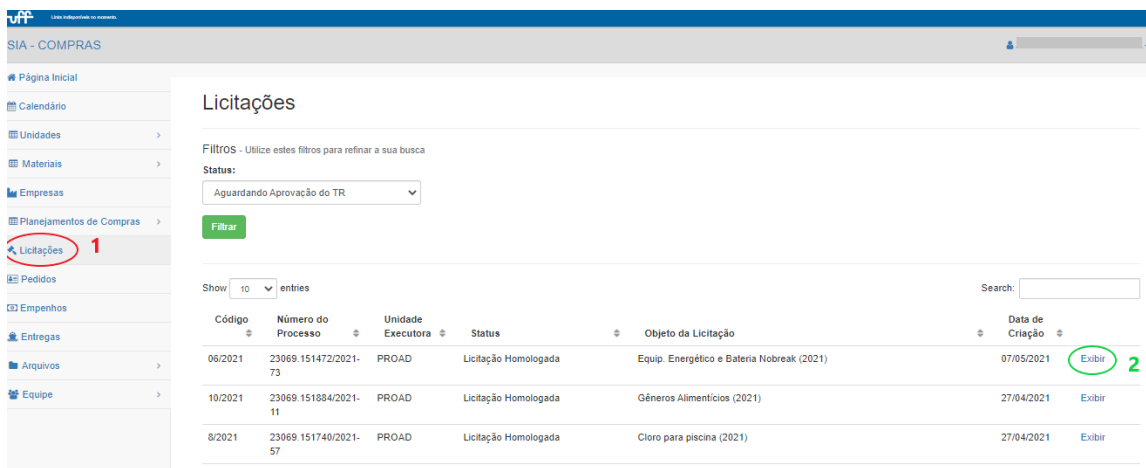 uff Links indisponíveis no momento.
SIA - COMPRAS
Página Inicial
Calendário
Unidades
Materiais
Empresas
Planejamentos de Compras
Licitações 1
Pedidos
Empenhos
Entregas
Arquivos
Equipe
Licitações
Filtros - Utilize estes filtros para refinar a sua busca
Status:
Aguardando Aprovação do TR
Filtrar
Show 10 entries Search:
Código Número do Processo Unidade Executora Status Objeto da Licitação Data de Criação
06/2021 23069.151472/2021-73 PROAD Licitação Homologada Equip. Energético e Bateria Nobreak (2021) 07/05/2021 Exibir 2
10/2021 23069.151884/2021-11 PROAD Licitação Homologada Gêneros Alimentícios (2021) 27/04/2021 Exibir
8/2021 23069.151740/2021-57 PROAD Licitação Homologada Cloro para piscina (2021) 27/04/2021 Exibir